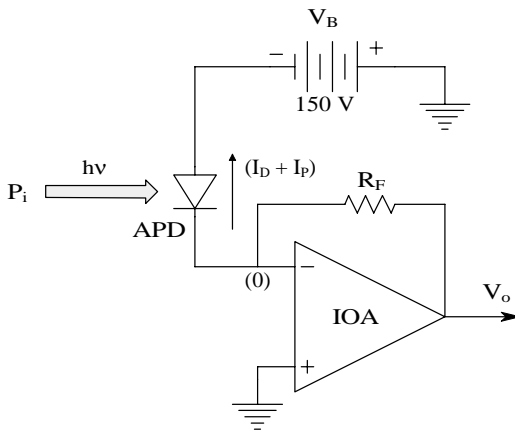 V_B
− +
150 V
hν
(I_D + I_P)
P_i
R_F
APD
(0)
−
V_o
IOA
+